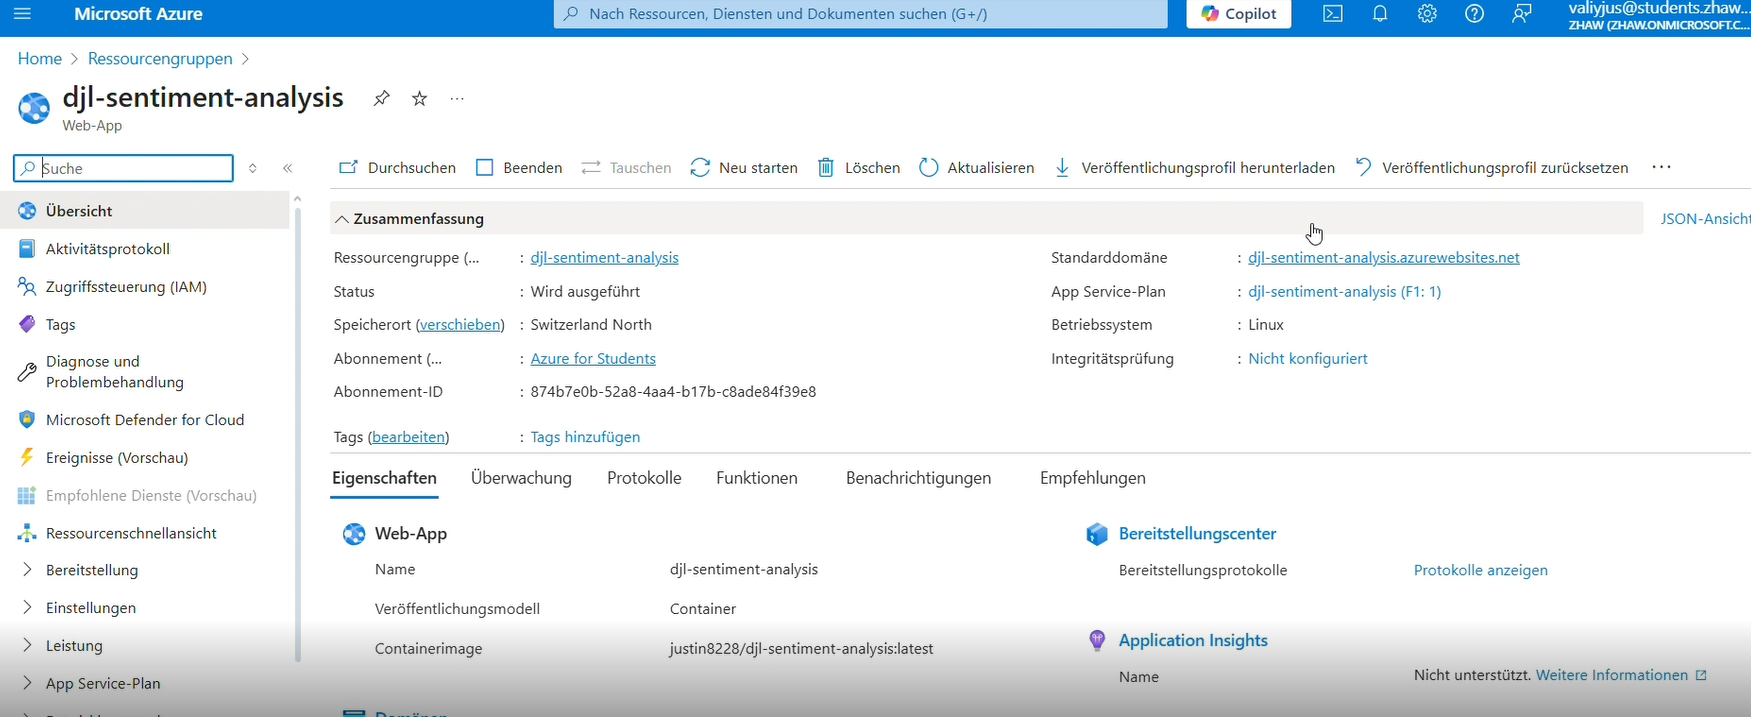 Microsoft Azure
Nach Ressourcen, Diensten und Dokumenten suchen (G+/)
Copilot
valiyjus@students.zhaw...
ZHAW (ZHAW.ONMICROSOFT.C...
Home > Ressourcengruppen >
djl-sentiment-analysis
Web-App
Suche
Durchsuchen Beenden Tauschen Neu starten Löschen Aktualisieren Veröffentlichungsprofil herunterladen Veröffentlichungsprofil zurücksetzen ...
Übersicht
Aktivitätsprotokoll
Zugriffssteuerung (IAM)
Tags
Diagnose und
Problembehandlung
Microsoft Defender for Cloud
Ereignisse (Vorschau)
Empfohlene Dienste (Vorschau)
Ressourcenschnellansicht
Bereitstellung
Einstellungen
Leistung
App Service-Plan
Zusammenfassung
JSON-Ansicht
Ressourcengruppe (... : djl-sentiment-analysis
Status : Wird ausgeführt
Speicherort (verschieben) : Switzerland North
Abonnement (... : Azure for Students
Abonnement-ID : 874b7e0b-52a8-4aa4-b17b-c8ade84f39e8
Standarddomäne : djl-sentiment-analysis.azurewebsites.net
App Service-Plan : djl-sentiment-analysis (F1: 1)
Betriebssystem : Linux
Integritätsprüfung : Nicht konfiguriert
Tags (bearbeiten) : Tags hinzufügen
Eigenschaften Überwachung Protokolle Funktionen Benachrichtigungen Empfehlungen
Web-App
Name djl-sentiment-analysis
Veröffentlichungsmodell Container
Containerimage justin8228/djl-sentiment-analysis:latest
Bereitstellungscenter
Bereitstellungsprotokolle Protokolle anzeigen
Application Insights
Name Nicht unterstützt. Weitere Informationen